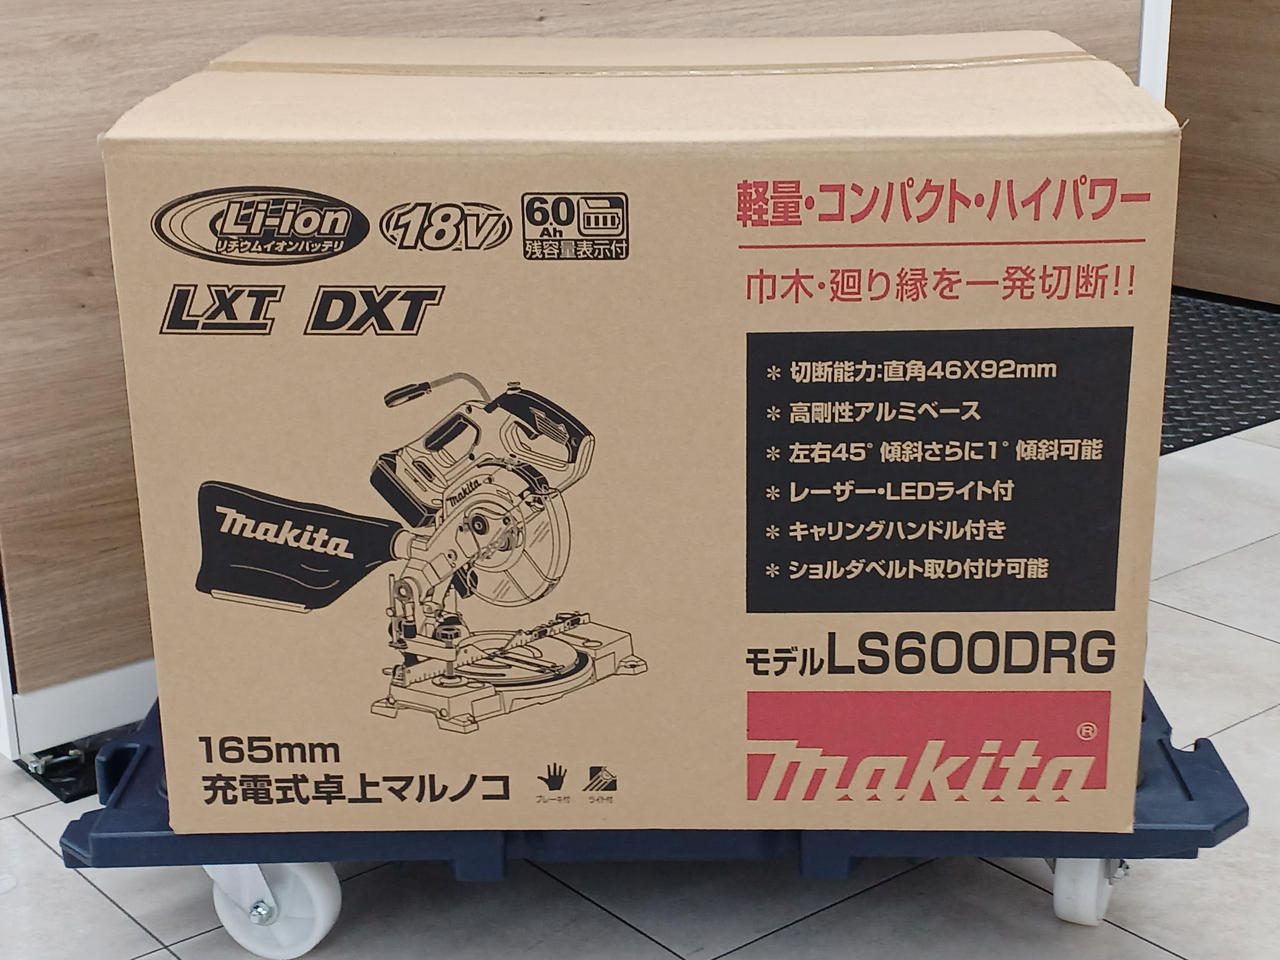 Li-ion
リチウムイオンバッテリ
18V
6.0
Ah
残容量表示付
LXT DXT
makita
makita
165mm
充電式卓上マルノコ
ブレーキ付
ライト付
軽量・コンパクト・ハイパワー
巾木・廻り縁を一発切断!!
＊ 切断能力:直角46X92mm
＊ 高剛性アルミベース
＊ 左右45° 傾斜さらに1° 傾斜可能
＊ レーザー・LEDライト付
＊ キャリングハンドル付き
＊ ショルダベルト取り付け可能
モデルLS600DRG
makita®